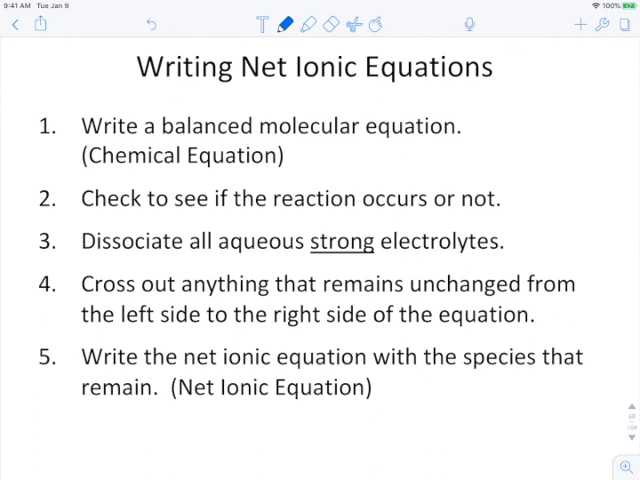 9:41 AM Tue Jan 9
100%
T
Writing Net Ionic Equations
1. Write a balanced molecular equation.
(Chemical Equation)
2. Check to see if the reaction occurs or not.
3. Dissociate all aqueous strong electrolytes.
4. Cross out anything that remains unchanged from
the left side to the right side of the equation.
5. Write the net ionic equation with the species that
remain. (Net Ionic Equation)
68
104